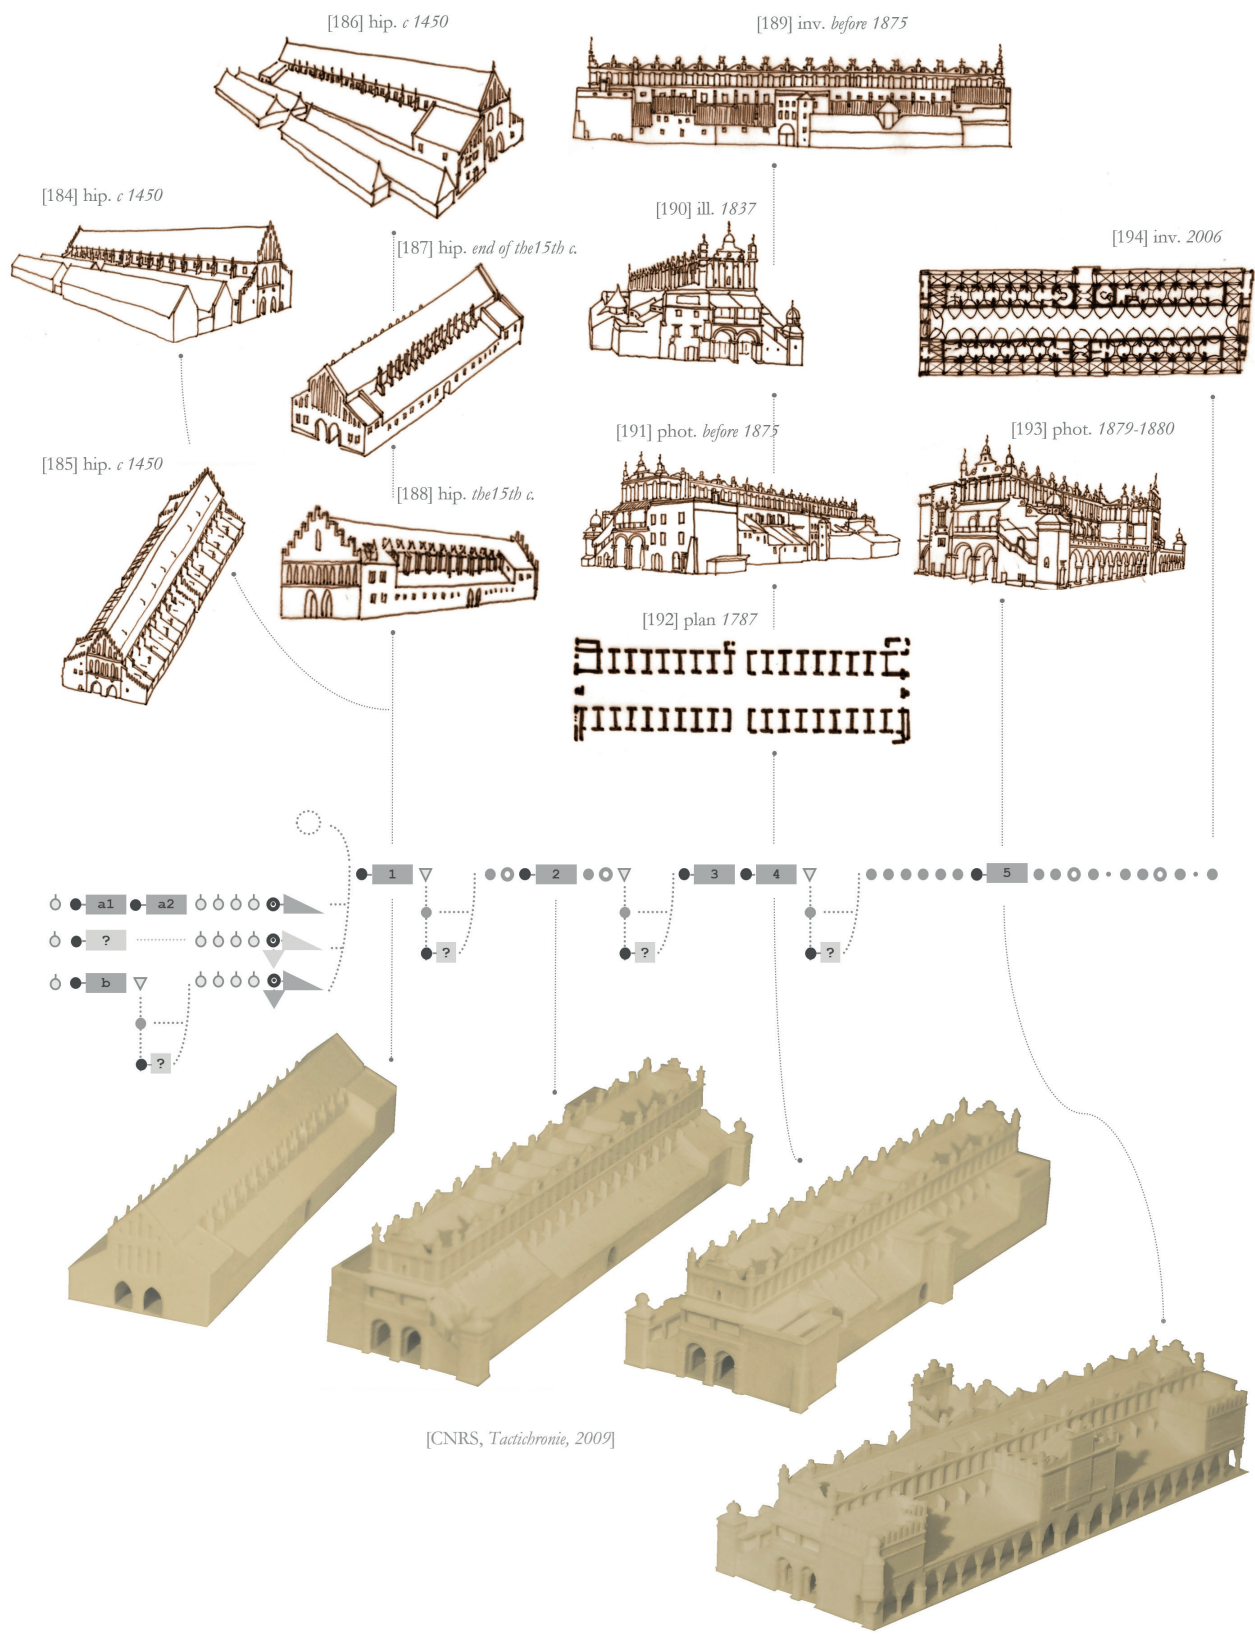 [186] hip. c 1450
[189] inv. before 1875
[184] hip. c 1450
[190] ill. 1837
[187] hip. end of the15th c.
[194] inv. 2006
[191] phot. before 1875
[193] phot. 1879-1880
[185] hip. c 1450
[188] hip. the15th c.
[192] plan 1787
1
2
3
4
5
a1
a2
?
?
?
?
b
?
[CNRS, Tactichronie, 2009]